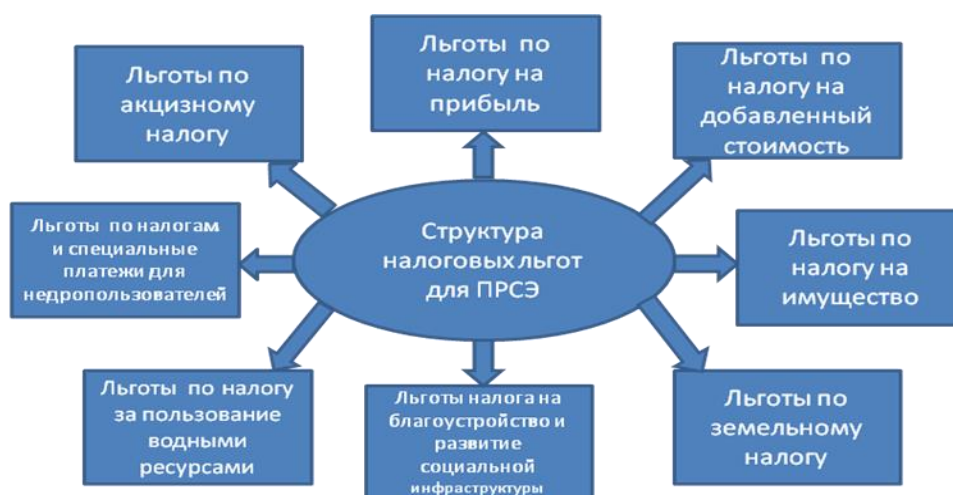 Льготы по
акцизному
налогу
Льготы по
налогу на
прибыль
Льготы по
налогу на
добавленный
стоимость
Льготы по налогам
и специальные
платежи для
недропользователей
Структура
налоговых льгот
для ПРСЭ
Льготы по
налогу на
имущество
Льготы по налогу
за пользование
водными
ресурсами
Льготы налога на
благоустройство и
развитие
социальной
инфраструктуры
Льготы по
земельному
налогу